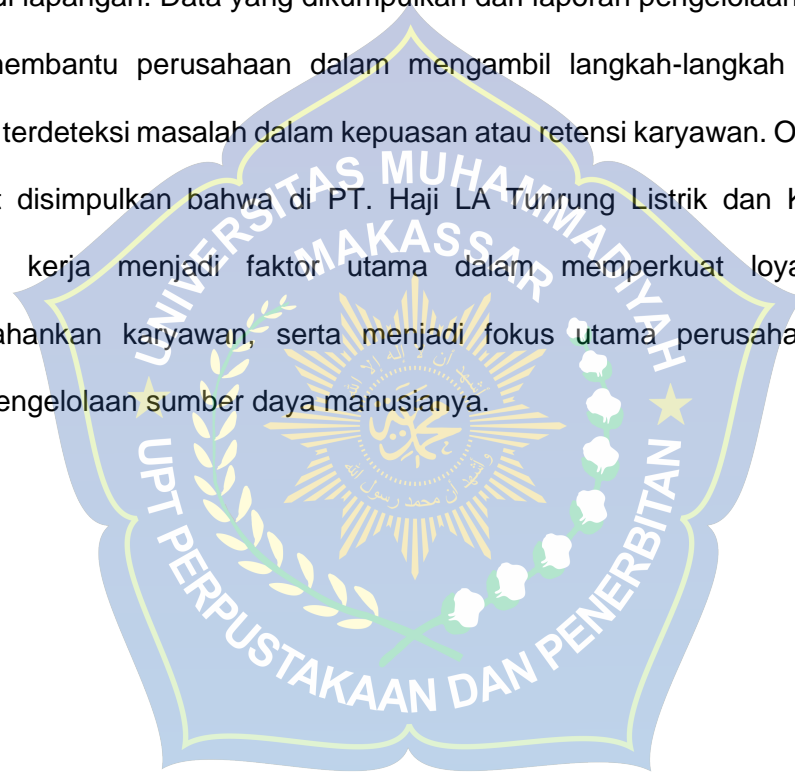 di lapangan. Data yang dikumpulkan dan laporan pengelolaan
membantu perusahaan dalam mengambil langkah-langkah
terdeteksi masalah dalam kepuasan atau retensi karyawan. O
disimpulkan bahwa di PT. Haji LA Tunrung Listrik dan K
kerja menjadi faktor utama dalam memperkuat loya
ahankan karyawan, serta menjadi fokus utama perusaha
engelolaan sumber daya manusianya.
UNIVERSITAS MUHAMMADIYAH
MAKASSAR
UPT PERPUSTAKAAN DAN PENERBITAN